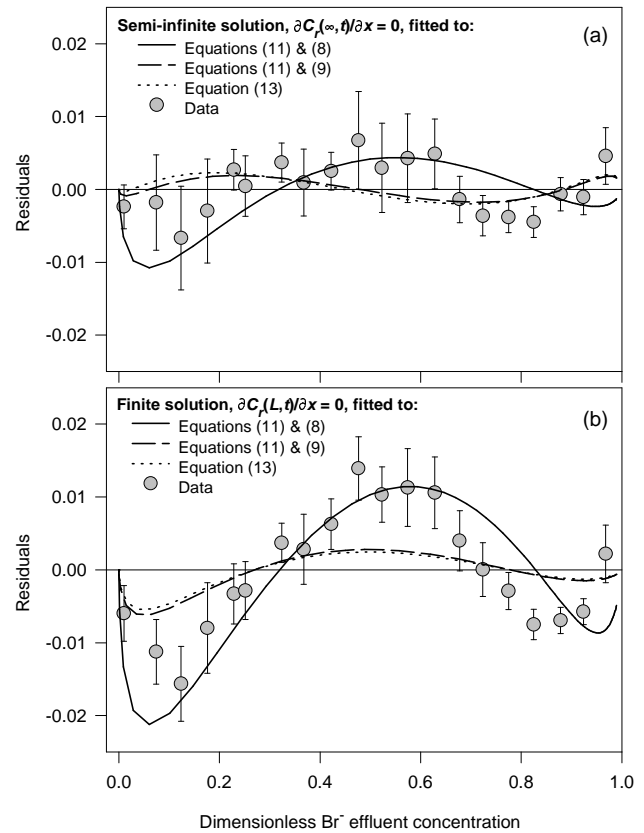 Semi-infinite solution, ∂Cr(∞,t)/∂x = 0, fitted to:
(a)
Equations (11) & (8)
Equations (11) & (9)
Equation (13)
Data
0.02
0.01
0.00
-0.01
-0.02
Residuals
Finite solution, ∂Cr(L,t)/∂x = 0, fitted to:
(b)
Equations (11) & (8)
Equations (11) & (9)
Equation (13)
Data
0.02
0.01
0.00
-0.01
-0.02
Residuals
0.0 0.2 0.4 0.6 0.8 1.0
Dimensionless Br- effluent concentration